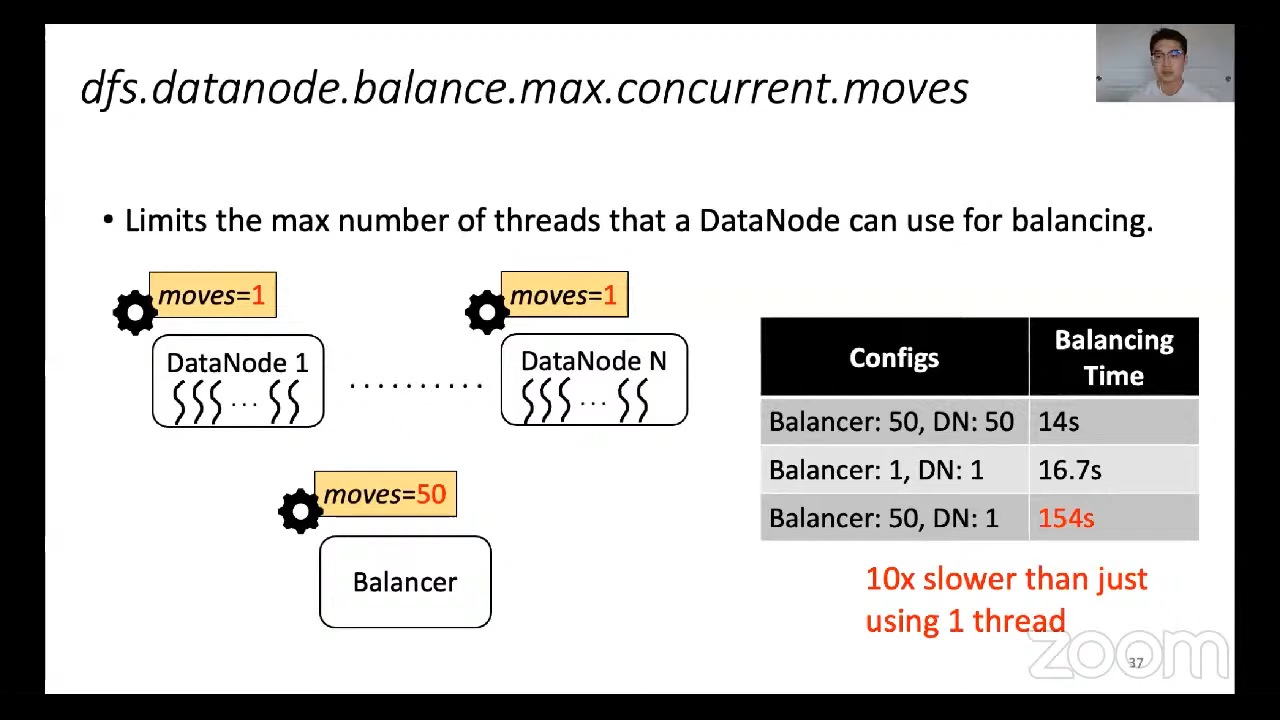 dfs.datanode.balance.max.concurrent.moves
• Limits the max number of threads that a DataNode can use for balancing.
moves=1
moves=1
DataNode 1
..........
DataNode N
...
...
moves=50
Balancer
Configs
Balancing
Time
Balancer: 50, DN: 50
14s
Balancer: 1, DN: 1
16.7s
Balancer: 50, DN: 1
154s
10x slower than just
using 1 thread
zoom
37